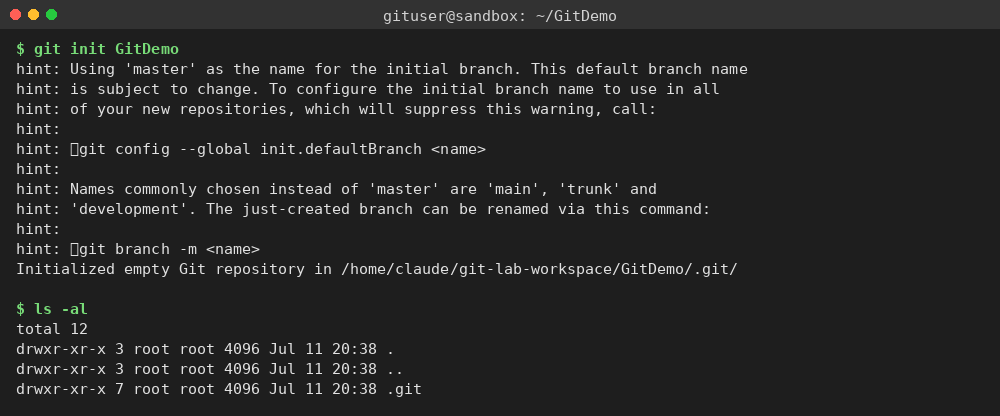 gituser@sandbox: ~/GitDemo
$ git init GitDemo
hint: Using 'master' as the name for the initial branch. This default branch name
hint: is subject to change. To configure the initial branch name to use in all
hint: of your new repositories, which will suppress this warning, call:
hint:
hint: git config --global init.defaultBranch <name>
hint:
hint: Names commonly chosen instead of 'master' are 'main', 'trunk' and
hint: 'development'. The just-created branch can be renamed via this command:
hint:
hint: git branch -m <name>
Initialized empty Git repository in /home/claude/git-lab-workspace/GitDemo/.git/
$ ls -al
total 12
drwxr-xr-x 3 root root 4096 Jul 11 20:38 .
drwxr-xr-x 3 root root 4096 Jul 11 20:38 ..
drwxr-xr-x 7 root root 4096 Jul 11 20:38 .git